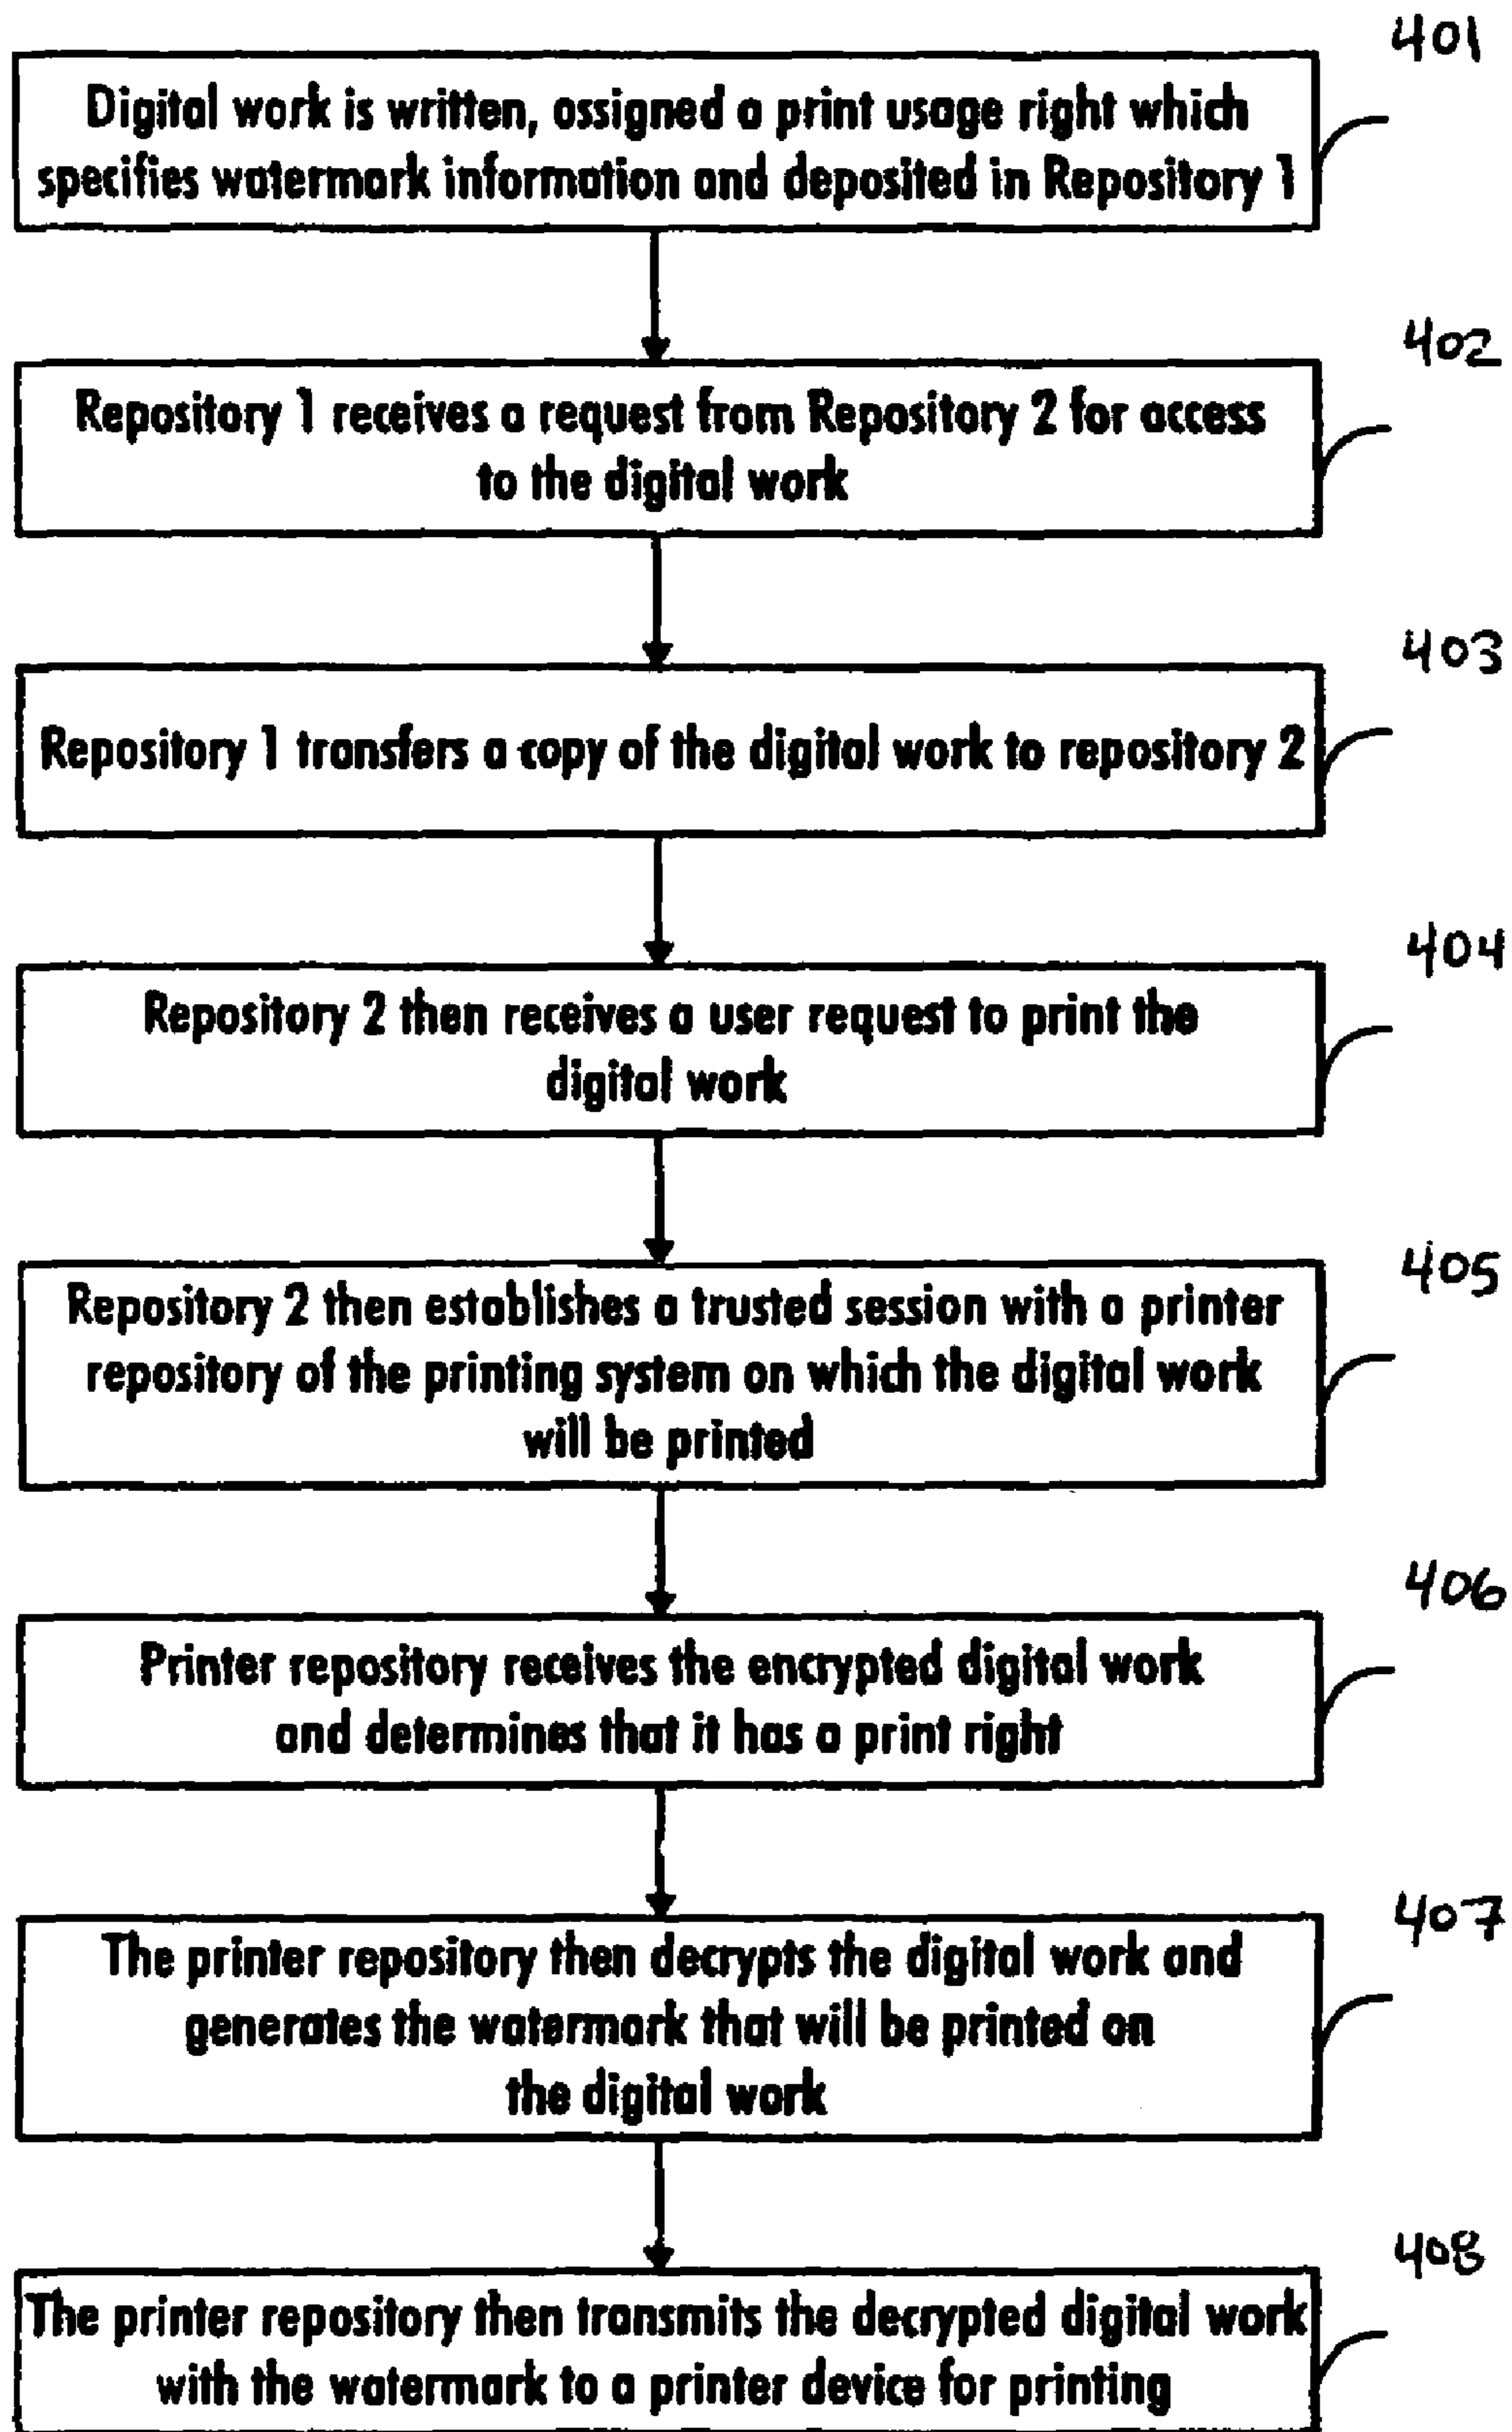 401
Digital work is written, assigned a print usage right which
specifies watermark information and deposited in Repository 1
402
Repository 1 receives a request from Repository 2 for access
to the digital work
403
Repository 1 transfers a copy of the digital work to repository 2
404
Repository 2 then receives a user request to print the
digital work
405
Repository 2 then establishes a trusted session with a printer
repository of the printing system on which the digital work
will be printed
406
Printer repository receives the encrypted digital work
and determines that it has a print right
407
The printer repository then decrypts the digital work and
generates the watermark that will be printed on
the digital work
408
The printer repository then transmits the decrypted digital work
with the watermark to a printer device for printing